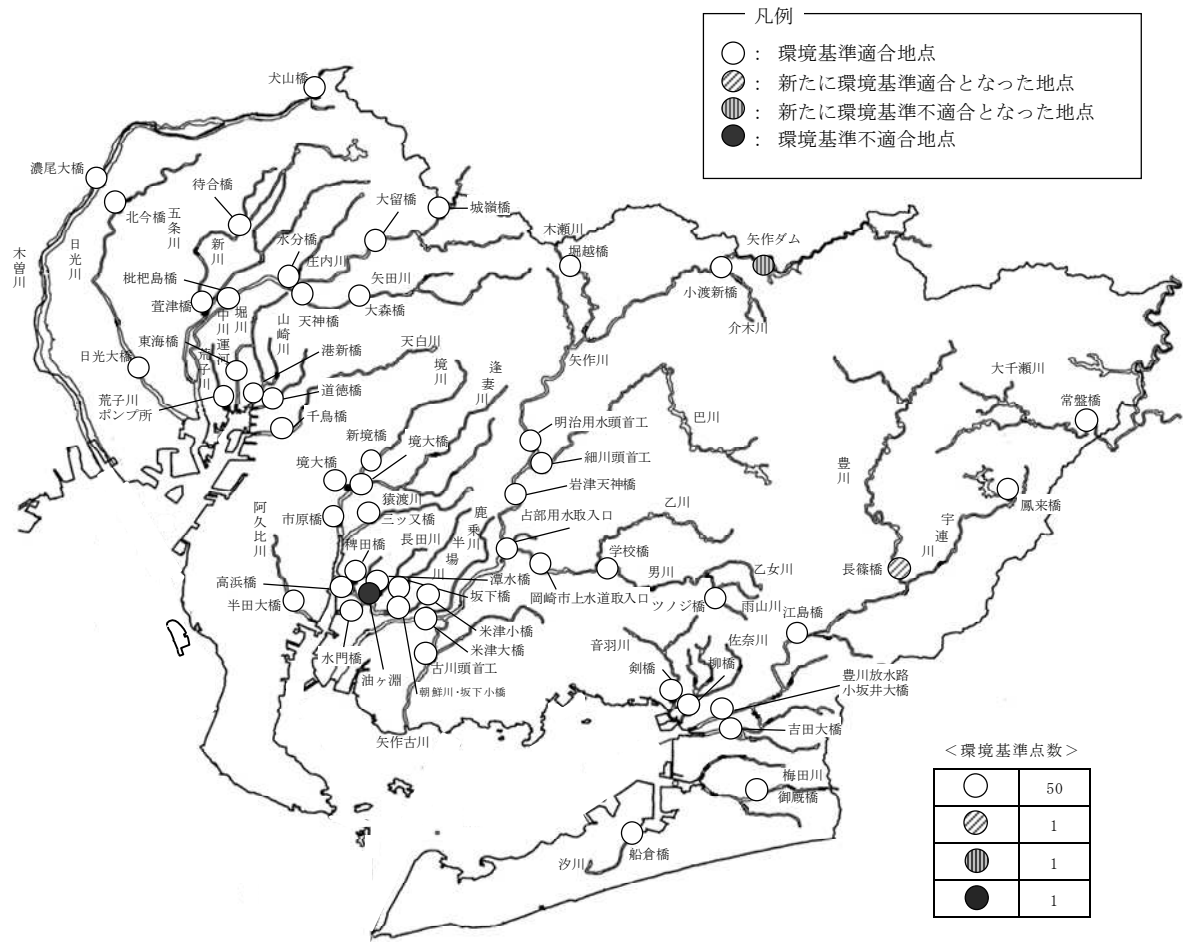 凡例
： 環境基準適合地点
： 新たに環境基準適合となった地点
： 新たに環境基準不適合となった地点
： 環境基準不適合地点
犬山橋
濃尾大橋
待合橋
大留橋
城嶺橋
北今橋
五条川
新川
水分橋
庄内川
木瀬川
堀越橋
矢作ダム
木曽川
日光川
枇杷島橋
矢田川
小渡新橋
萱津橋
天神橋
大森橋
介木川
堀川
中川運河
山崎川
東海橋
荒子川
港新橋
天白川
境川
逢妻川
矢作川
日光大橋
道徳橋
大千瀬川
荒子川
ポンプ所
千鳥橋
巴川
常盤橋
新境橋
境大橋
明治用水頭首工
豊川
境大橋
細川頭首工
猿渡川
岩津天神橋
鳳来橋
阿久比川
市原橋
三ッ又橋
鹿乗川
占部用水取入口
乙川
宇連川
稗田橋
長田川
半場川
学校橋
男川
乙女川
長篠橋
高浜橋
潭水橋
坂下橋
岡崎市上水道取入口
ツノジ橋
雨山川
半田大橋
江島橋
米津小橋
音羽川
佐奈川
米津大橋
水門橋
油ヶ淵
古川頭首工
剣橋
柳橋
豊川放水路
小坂井大橋
朝鮮川・坂下小橋
吉田大橋
矢作古川
梅田川
御厩橋
汐川
船倉橋
＜環境基準点数＞
50
1
1
1